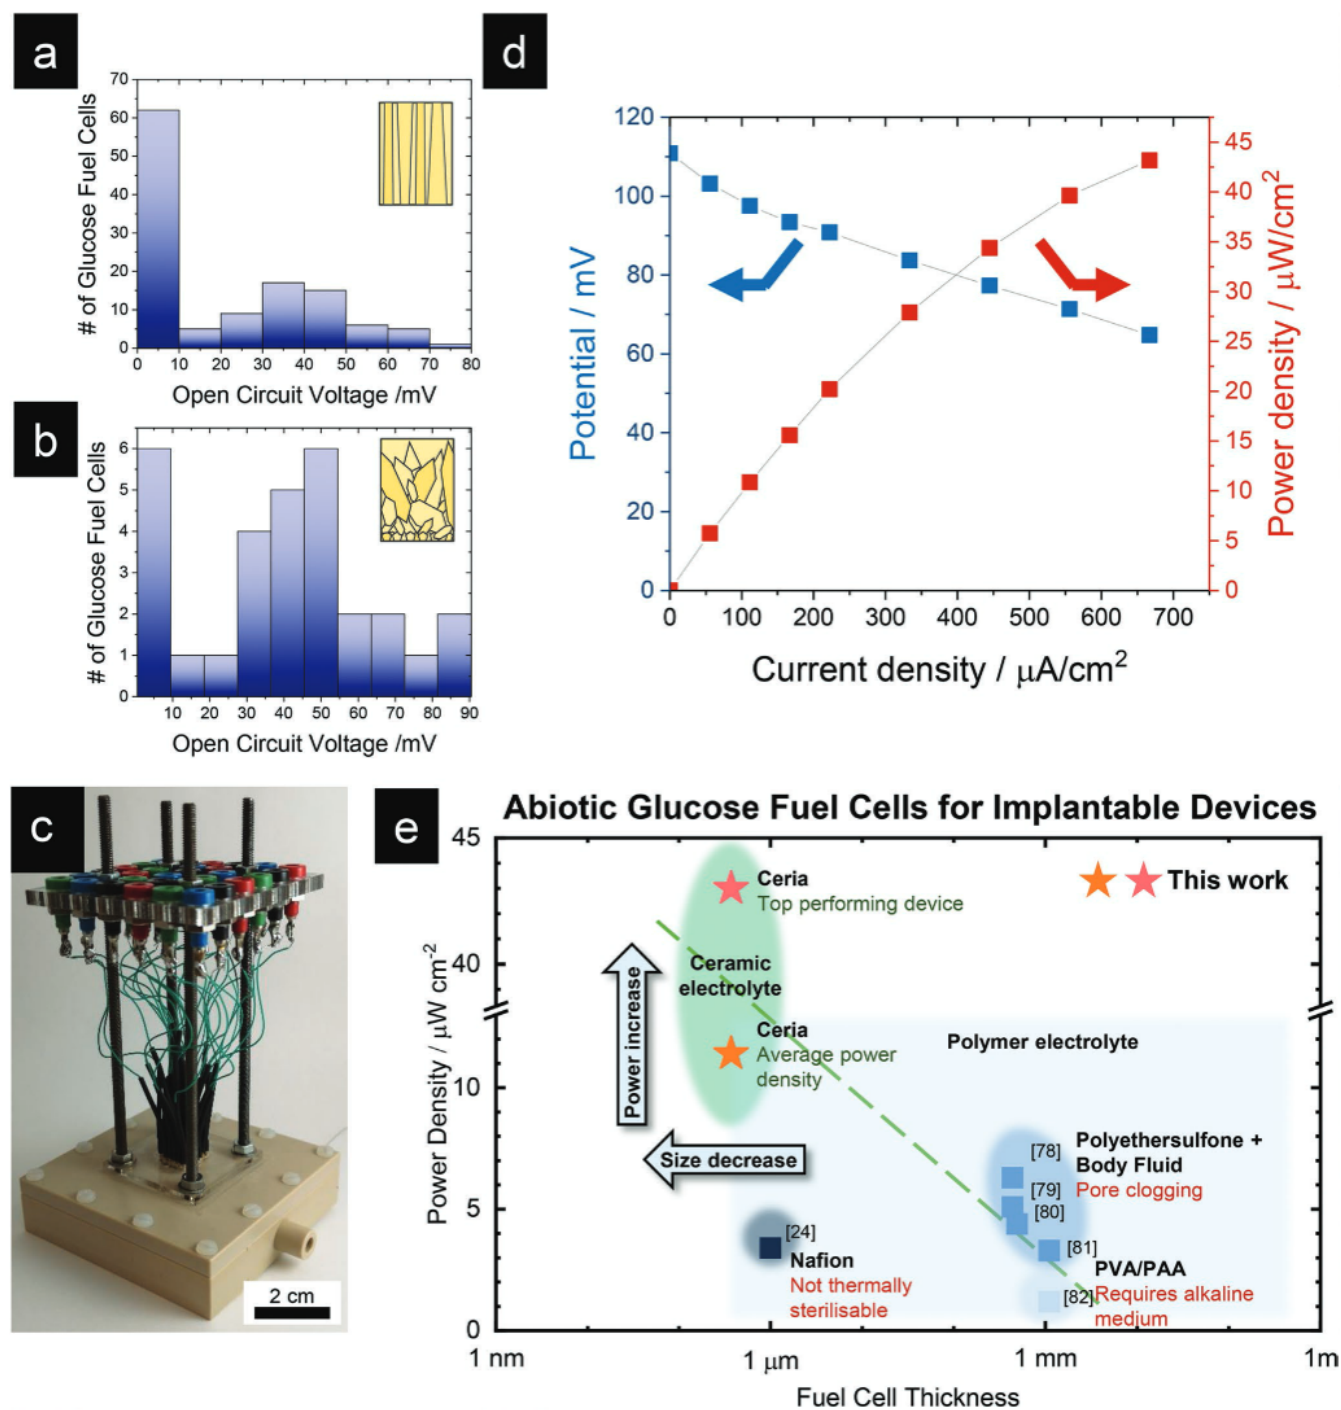 a
# of Glucose Fuel Cells
70
60
50
40
30
20
10
0
0 10 20 30 40 50 60 70 80
Open Circuit Voltage /mV
b
# of Glucose Fuel Cells
6
5
4
3
2
1
0
10 20 30 40 50 60 70 80 90
Open Circuit Voltage /mV
c
2 cm
d
Potential / mV
120
100
80
60
40
20
0
45
40
35
30
25
20
15
10
5
0
Power density / μW/cm²
0 100 200 300 400 500 600 700
Current density / μA/cm²
e
Abiotic Glucose Fuel Cells for Implantable Devices
Power Density / μW cm⁻²
45
40
10
5
0
This work
Ceria
Top performing device
Ceramic
electrolyte
Ceria
Average power
density
Power increase
Size decrease
Polymer electrolyte
[78]
[79]
[80]
[81]
[82]
Polyethersulfone +
Body Fluid
Pore clogging
PVA/PAA
Requires alkaline
medium
[24]
Nafion
Not thermally
sterilisable
1 nm 1 μm 1 mm 1m
Fuel Cell Thickness